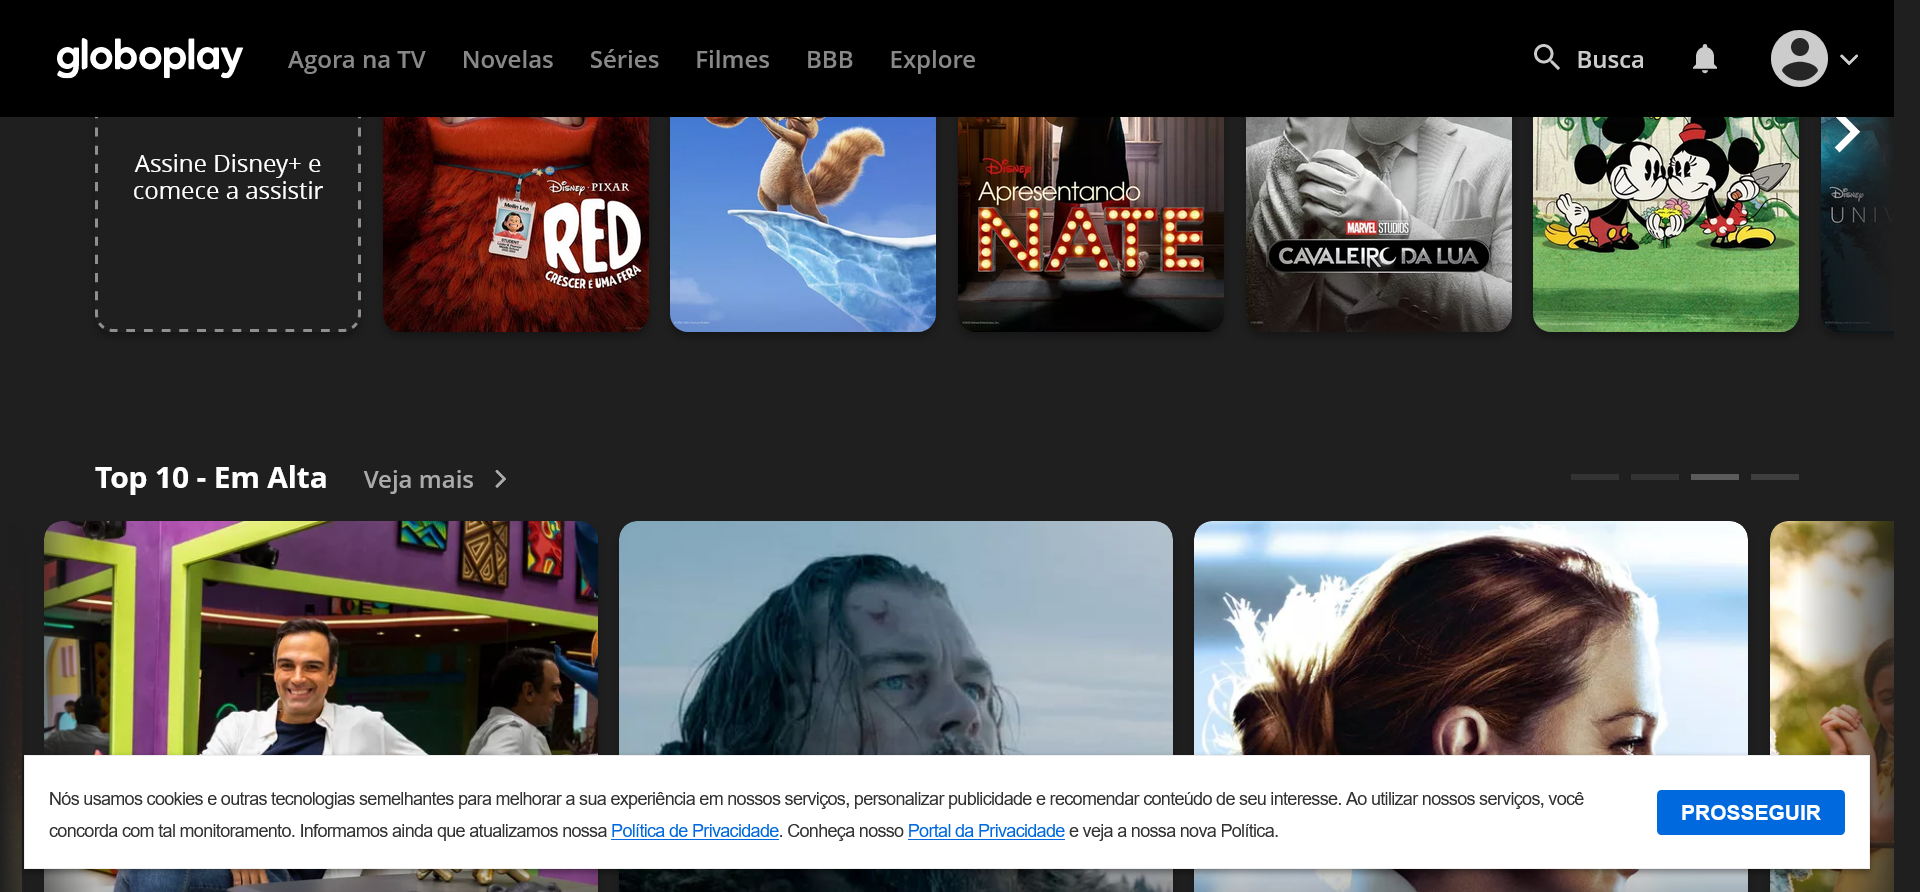 globoplay
Agora na TV
Novelas
Séries
Filmes
BBB
Explore
Busca
Assine Disney+ e
comece a assistir
Meilin Lee
STUDENT
Disney · PIXAR
RED
CRESCER É UMA FERA
Disney
Apresentando
NATE
MARVEL STUDIOS
CAVALEIRO DA LUA
Disney
UNIV
Top 10 - Em Alta
Veja mais
Nós usamos cookies e outras tecnologias semelhantes para melhorar a sua experiência em nossos serviços, personalizar publicidade e recomendar conteúdo de seu interesse. Ao utilizar nossos serviços, você
concorda com tal monitoramento. Informamos ainda que atualizamos nossa Política de Privacidade. Conheça nosso Portal da Privacidade e veja a nossa nova Política.
PROSSEGUIR